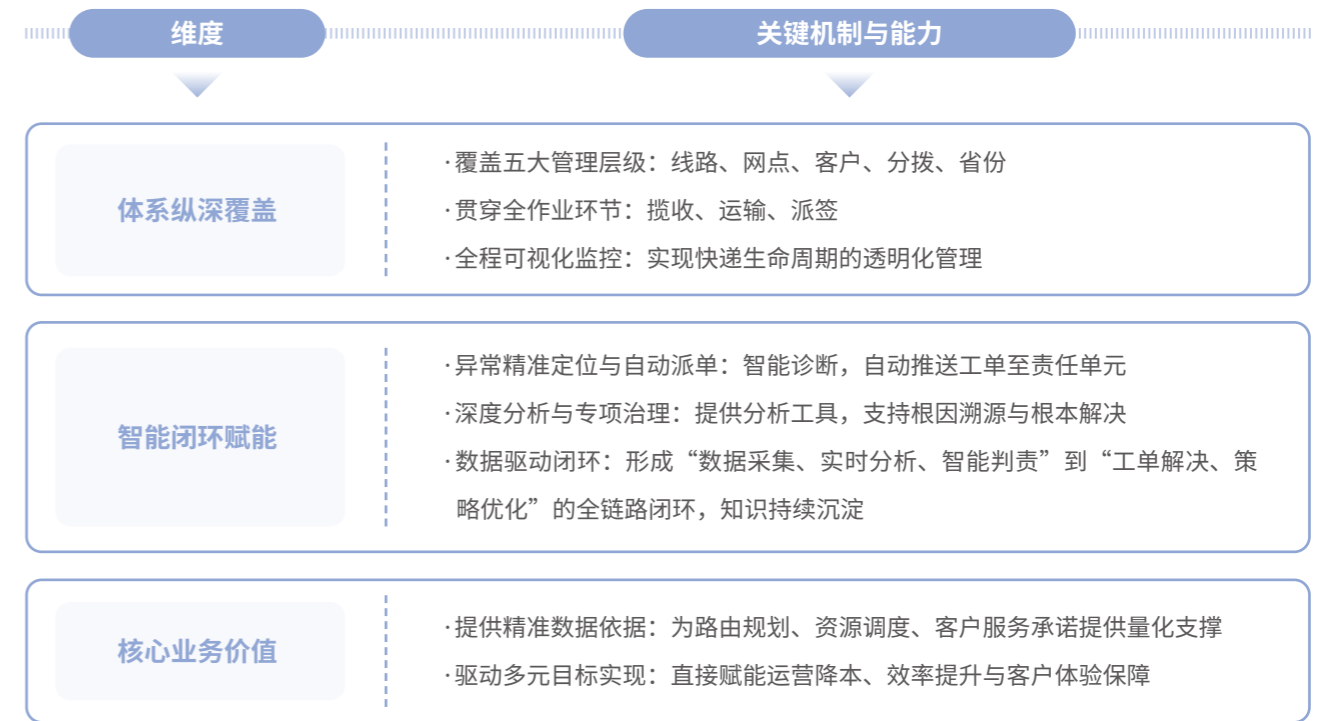 维度
关键机制与能力
体系纵深覆盖
·覆盖五大管理层级：线路、网点、客户、分拨、省份
·贯穿全作业环节：揽收、运输、派签
·全程可视化监控：实现快递生命周期的透明化管理
智能闭环赋能
·异常精准定位与自动派单：智能诊断，自动推送工单至责任单元
·深度分析与专项治理：提供分析工具，支持根因溯源与根本解决
·数据驱动闭环：形成“数据采集、实时分析、智能判责”到“工单解决、策
略优化”的全链路闭环，知识持续沉淀
核心业务价值
·提供精准数据依据：为路由规划、资源调度、客户服务承诺提供量化支撑
·驱动多元目标实现：直接赋能运营降本、效率提升与客户体验保障